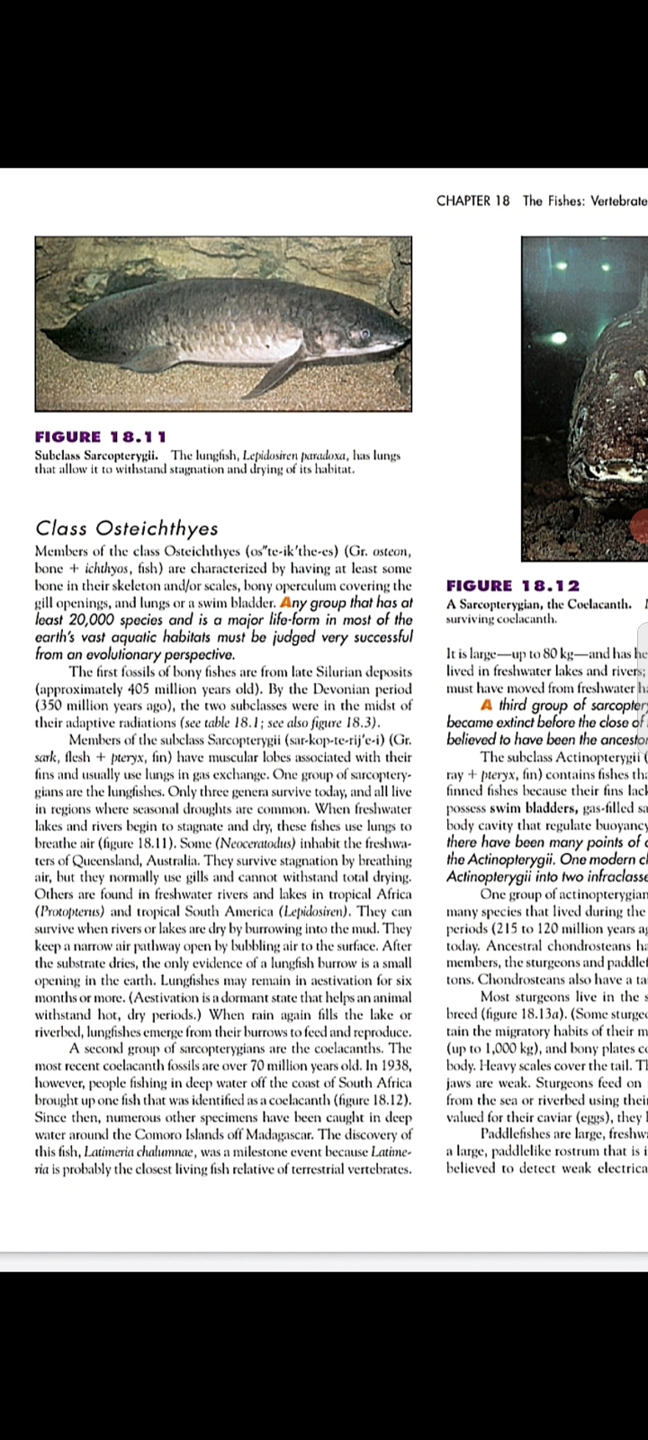 CHAPTER 18 The Fishes: Vertebrate
FIGURE 18.11
Subclass Sarcopterygii. The lungfish, Lepidosiren paradoxa, has lungs
that allow it to withstand stagnation and drying of its habitat.
Class Osteichthyes
Members of the class Osteichthyes (os″te-ik′the-es) (Gr. osteon,
bone + ichthyos, fish) are characterized by having at least some
bone in their skeleton and/or scales, bony operculum covering the
gill openings, and lungs or a swim bladder. Any group that has at
least 20,000 species and is a major life-form in most of the
earth's vast aquatic habitats must be judged very successful
from an evolutionary perspective.
The first fossils of bony fishes are from late Silurian deposits
(approximately 405 million years old). By the Devonian period
(350 million years ago), the two subclasses were in the midst of
their adaptive radiations (see table 18.1; see also figure 18.3).
Members of the subclass Sarcopterygii (sar-kop-te-rij′e-i) (Gr.
sark, flesh + pteryx, fin) have muscular lobes associated with their
fins and usually use lungs in gas exchange. One group of sarcoptery-
gians are the lungfishes. Only three genera survive today, and all live
in regions where seasonal droughts are common. When freshwater
lakes and rivers begin to stagnate and dry, these fishes use lungs to
breathe air (figure 18.11). Some (Neoceratodus) inhabit the freshwa-
ters of Queensland, Australia. They survive stagnation by breathing
air, but they normally use gills and cannot withstand total drying.
Others are found in freshwater rivers and lakes in tropical Africa
(Protopterus) and tropical South America (Lepidosiren). They can
survive when rivers or lakes are dry by burrowing into the mud. They
keep a narrow air pathway open by bubbling air to the surface. After
the substrate dries, the only evidence of a lungfish burrow is a small
opening in the earth. Lungfishes may remain in aestivation for six
months or more. (Aestivation is a dormant state that helps an animal
withstand hot, dry periods.) When rain again fills the lake or
riverbed, lungfishes emerge from their burrows to feed and reproduce.
A second group of sarcopterygians are the coelacanths. The
most recent coelacanth fossils are over 70 million years old. In 1938,
however, people fishing in deep water off the coast of South Africa
brought up one fish that was identified as a coelacanth (figure 18.12).
Since then, numerous other specimens have been caught in deep
water around the Comoro Islands off Madagascar. The discovery of
this fish, Latimeria chalumnae, was a milestone event because Latime-
ria is probably the closest living fish relative of terrestrial vertebrates.
FIGURE 18.12
A Sarcopterygian, the Coelacanth.
surviving coelacanth.
It is large—up to 80 kg—and has he
lived in freshwater lakes and rivers;
must have moved from freshwater h
A third group of sarcopter
became extinct before the close of
believed to have been the ancesto
The subclass Actinopterygii (
ray + pteryx, fin) contains fishes tha
finned fishes because their fins lack
possess swim bladders, gas-filled sa
body cavity that regulate buoyancy
there have been many points of
the Actinopterygii. One modern cl
Actinopterygii into two infraclasse
One group of actinopterygian
many species that lived during the
periods (215 to 120 million years ag
today. Ancestral chondrosteans ha
members, the sturgeons and paddlef
tons. Chondrosteans also have a tai
Most sturgeons live in the s
breed (figure 18.13a). (Some sturgeo
tain the migratory habits of their m
(up to 1,000 kg), and bony plates co
body. Heavy scales cover the tail. Th
jaws are weak. Sturgeons feed on
from the sea or riverbed using their
valued for their caviar (eggs), they
Paddlefishes are large, freshwa
a large, paddlelike rostrum that is i
believed to detect weak electrica